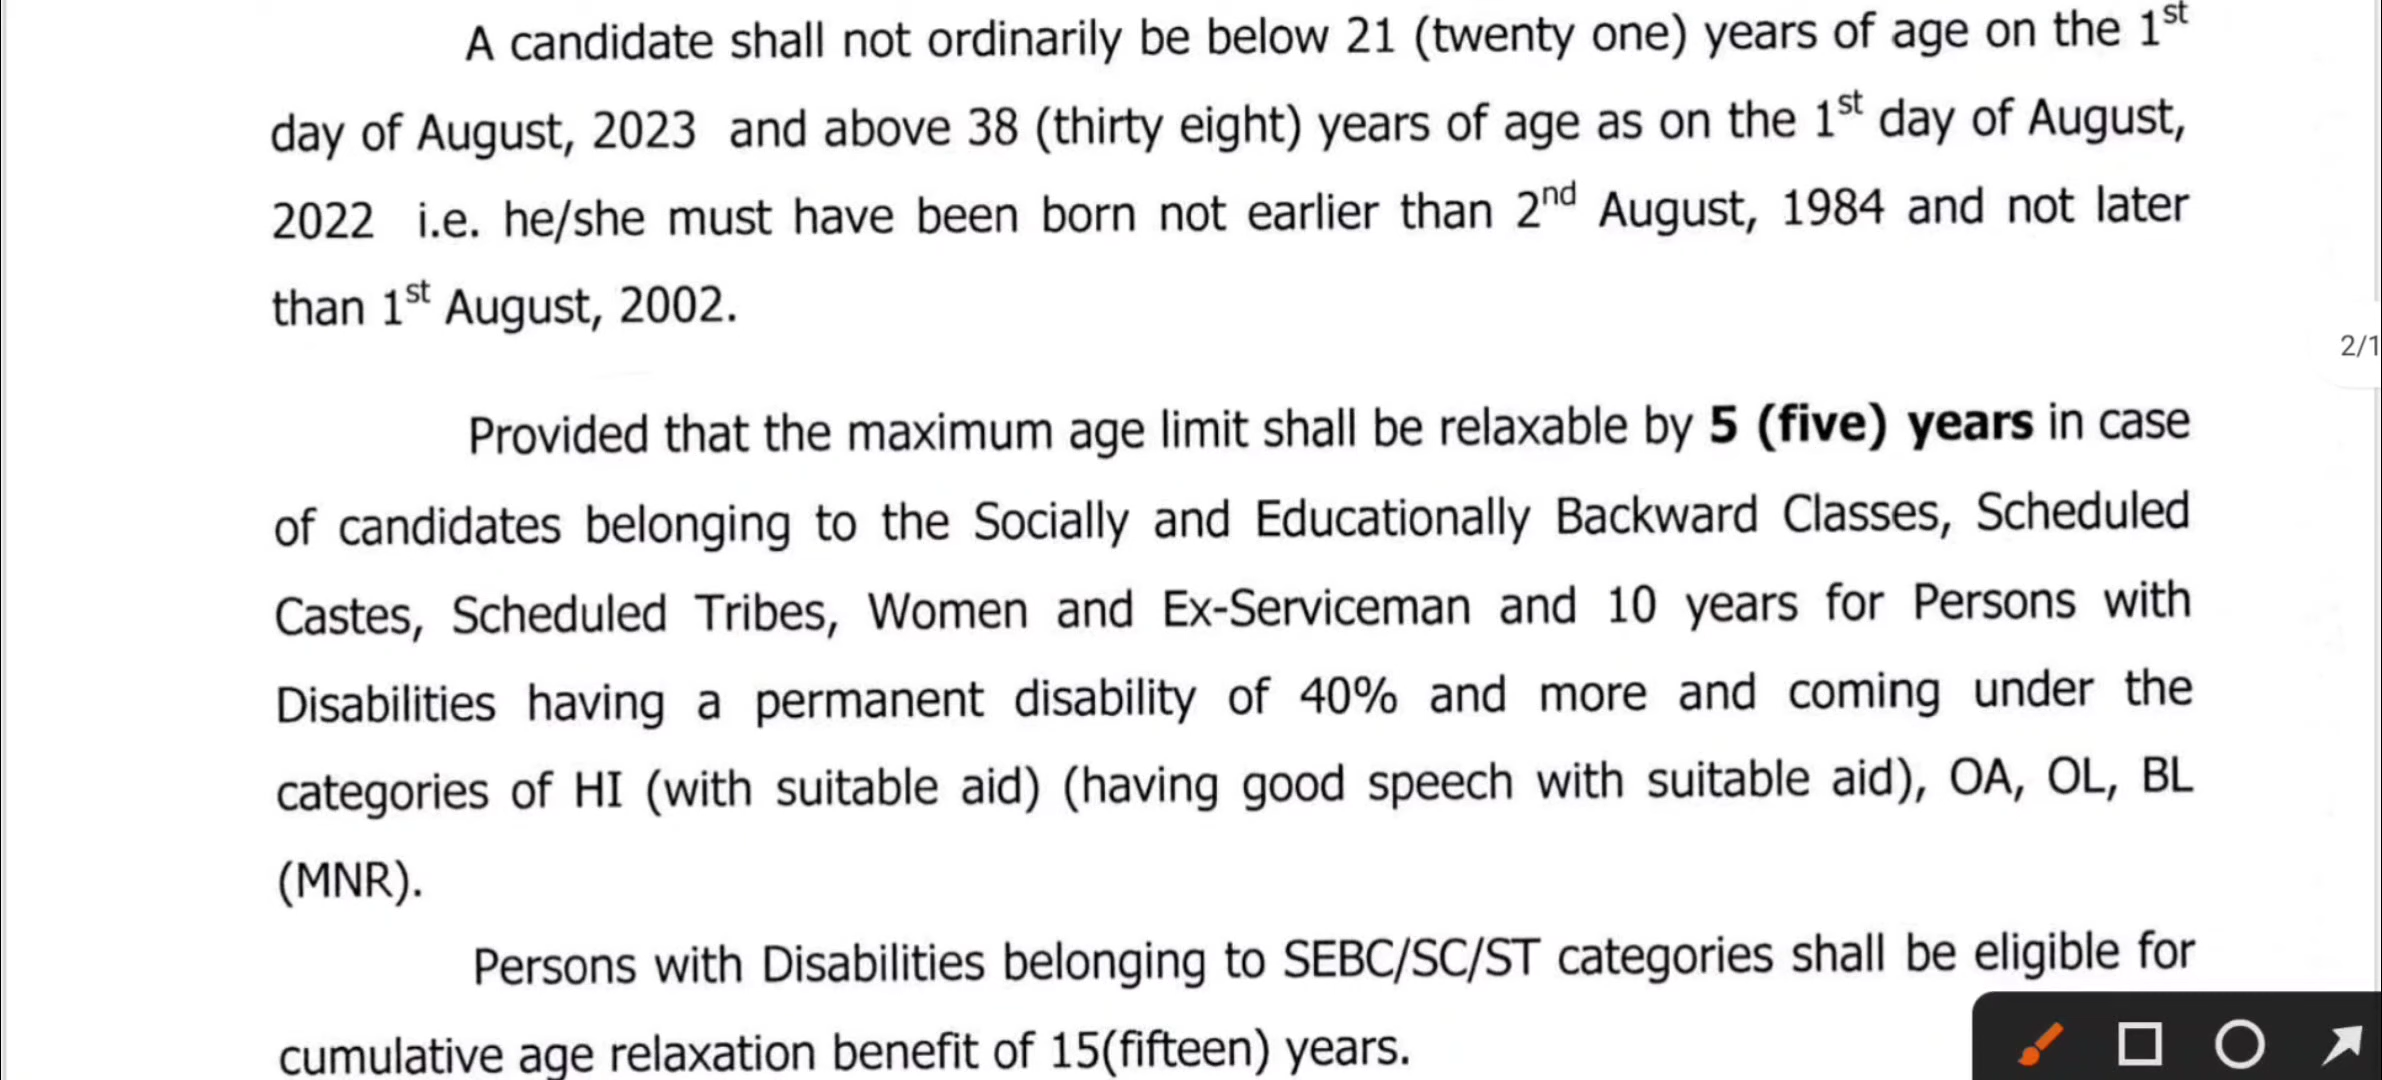 A candidate shall not ordinarily be below 21 (twenty one) years of age on the 1st
day of August, 2023 and above 38 (thirty eight) years of age as on the 1st day of August,
2022 i.e. he/she must have been born not earlier than 2nd August, 1984 and not later
than 1st August, 2002.
2/1
Provided that the maximum age limit shall be relaxable by 5 (five) years in case
of candidates belonging to the Socially and Educationally Backward Classes, Scheduled
Castes, Scheduled Tribes, Women and Ex-Serviceman and 10 years for Persons with
Disabilities having a permanent disability of 40% and more and coming under the
categories of HI (with suitable aid) (having good speech with suitable aid), OA, OL, BL
(MNR).
Persons with Disabilities belonging to SEBC/SC/ST categories shall be eligible for
cumulative age relaxation benefit of 15(fifteen) years.